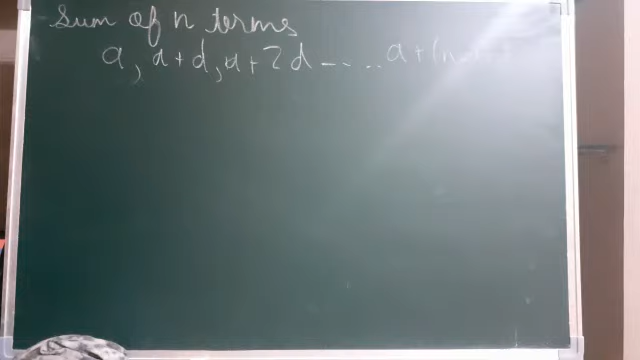 Sum of n terms
a, a+d, a+2d - - . . . a+(n-